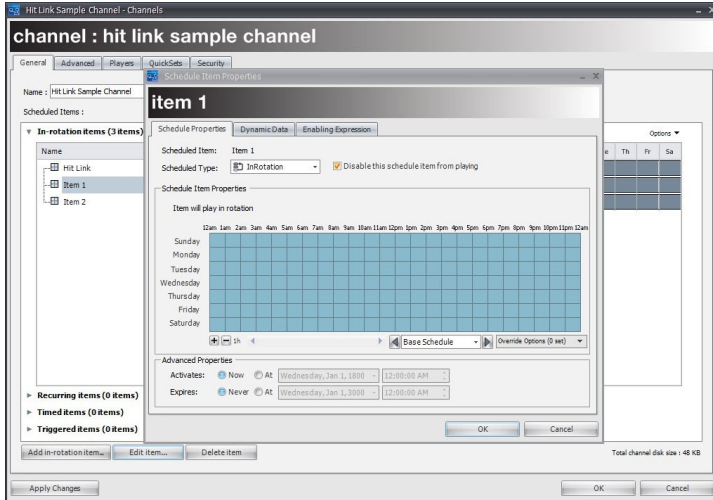 Hit Link Sample Channel - Channels
channel : hit link sample channel
General Advanced Players QuickSets Security
Name : Hit Link Sample Channel
Scheduled Items :
In-rotation items (3 items)
Options
Name
Th Fr Sa
Hit Link
Item 1
Item 2
Recurring items (0 items)
Timed items (0 items)
Triggered items (0 items)
Add in-rotation item... Edit item... Delete item
Total channel disk size : 48 KB
Apply Changes OK Cancel
Schedule Item Properties
item 1
Schedule Properties Dynamic Data Enabling Expression
Scheduled Item: Item 1
Scheduled Type: InRotation Disable this schedule item from playing
Schedule Item Properties
Item will play in rotation
12am 1am 2am 3am 4am 5am 6am 7am 8am 9am 10am 11am 12pm 1pm 2pm 3pm 4pm 5pm 6pm 7pm 8pm 9pm 10pm 11pm 12am
Sunday
Monday
Tuesday
Wednesday
Thursday
Friday
Saturday
1h Base Schedule Override Options (0 set)
Advanced Properties
Activates: Now At Wednesday, Jan 1, 1800 12:00:00 AM
Expires: Never At Wednesday, Jan 1, 3000 12:00:00 AM
OK Cancel